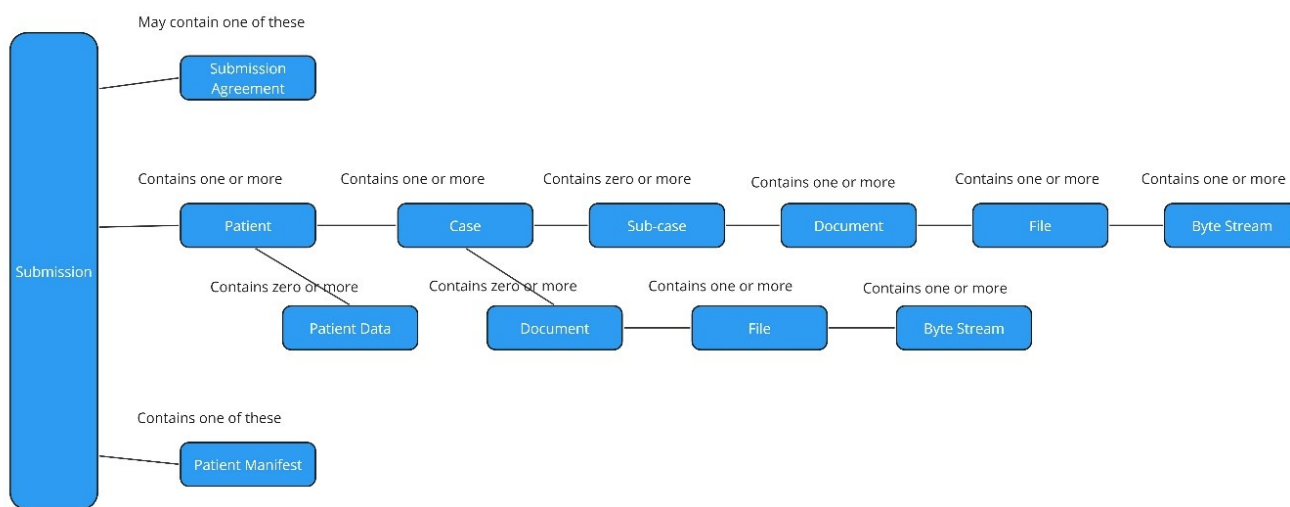 May contain one of these
Submission
Agreement
Contains one or more
Contains one or more
Contains zero or more
Contains one or more
Contains one or more
Contains one or more
Patient
Case
Sub-case
Document
File
Byte Stream
Submission
Contains zero or more
Contains zero or more
Contains one or more
Contains one or more
Patient Data
Document
File
Byte Stream
Contains one of these
Patient Manifest